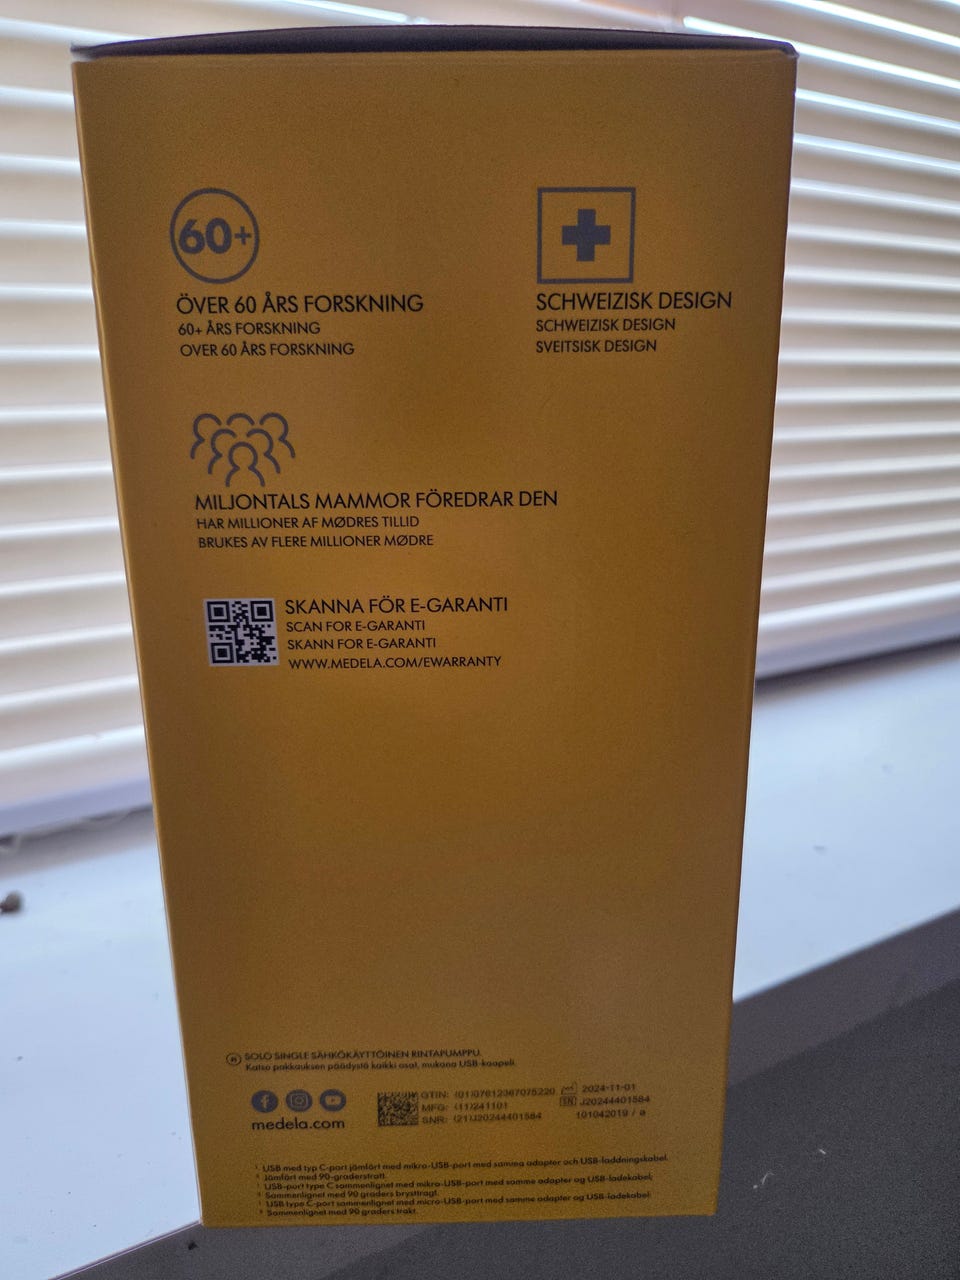 60+
ÖVER 60 ÅRS FORSKNING
60+ ÅRS FORSKNING
OVER 60 ÅRS FORSKNING
SCHWEIZISK DESIGN
SCHWEIZISK DESIGN
SVEITSISK DESIGN
MILJONTALS MAMMOR FÖREDRAR DEN
HAR MILLIONER AF MØDRES TILLID
BRUKES AV FLERE MILLIONER MØDRE
SKANNA FÖR E-GARANTI
SCAN FOR E-GARANTI
SKANN FOR E-GARANTI
WWW.MEDELA.COM/EWARRANTY
SOLO SINGLE SÄHKÖKÄYTTÖINEN RINTAPUMPPU.
Katso pakkauksen päädystä kaikki osat, mukana USB-kaapeli.
medela.com
GTIN: (01)07612367075220
MFG: (11)241101
SNR: (21)J20244401584
2024-11-01
SN J20244401584
101042019 / a
USB med typ C-port jämfört med mikro-USB-port med samma adapter och USB-laddningskabel.
Jämfört med 90-graderstratt.
USB-port type C sammenlignet med mikro-USB-port med samme adapter og USB-ladekabel;
Sammenlignet med 90 graders brysttragt.
USB type C-port sammenlignet med micro-USB-port med samme adapter og USB-ladekabel.
Sammenlignet med 90 graders trakt.